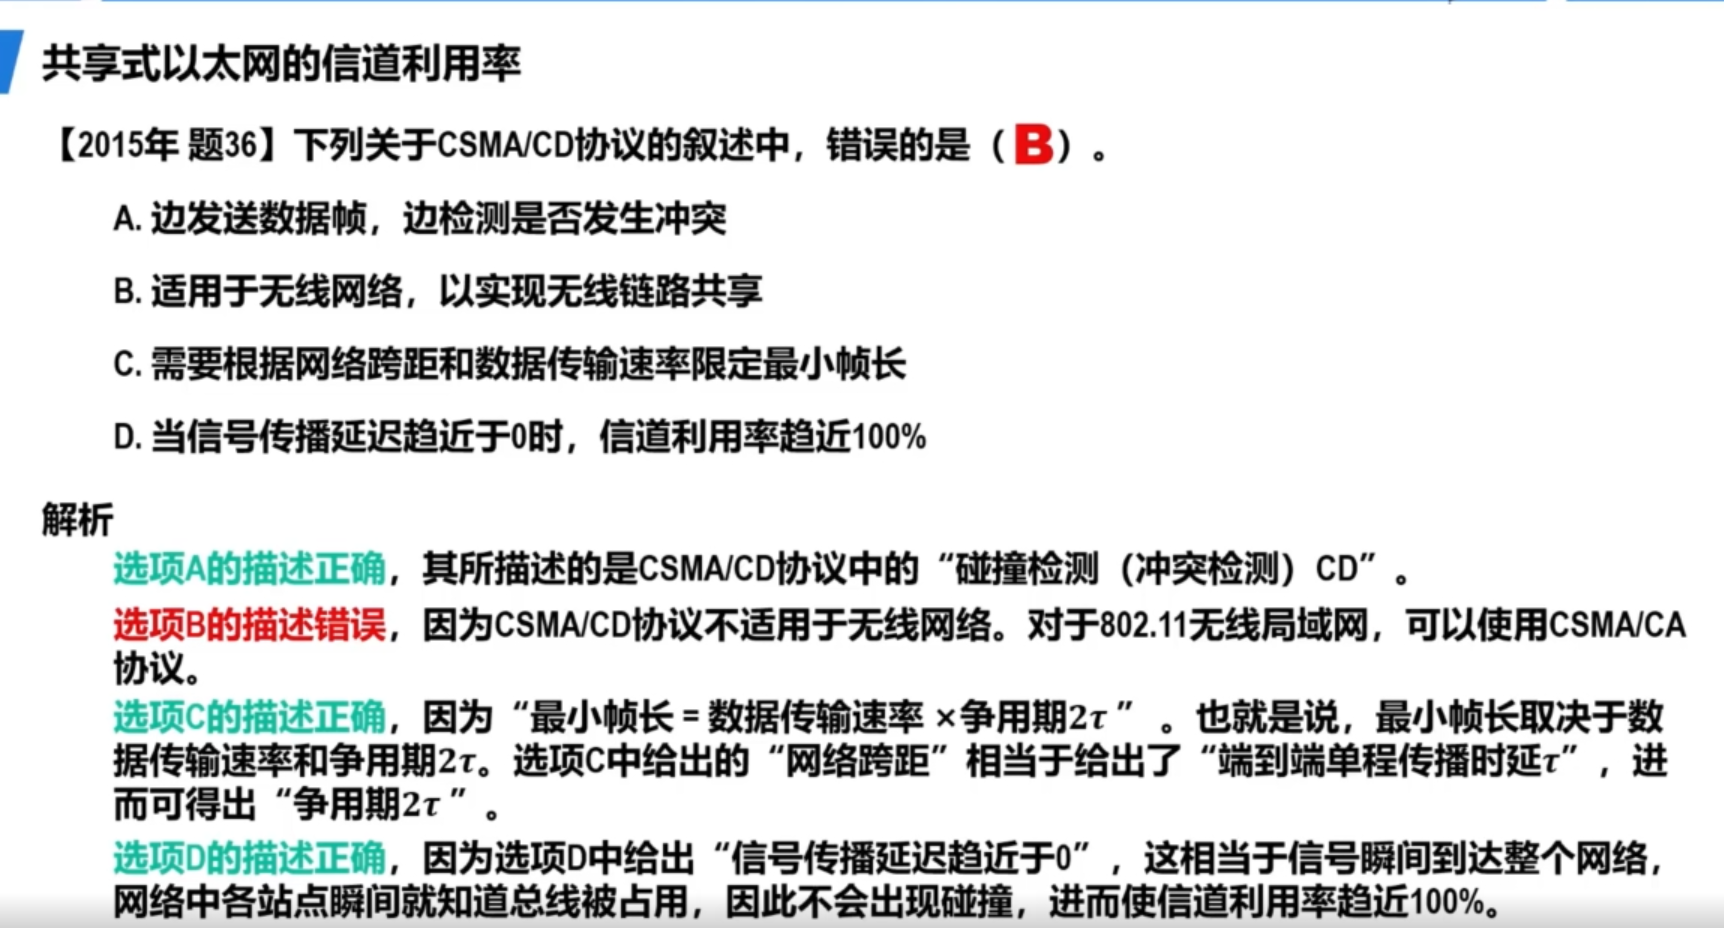 共享式以太网的信道利用率
【2015年 题36】下列关于CSMA/CD协议的叙述中，错误的是（B）。
A. 边发送数据帧，边检测是否发生冲突
B. 适用于无线网络，以实现无线链路共享
C. 需要根据网络跨距和数据传输速率限定最小帧长
D. 当信号传播延迟趋近于0时，信道利用率趋近100%
解析
选项A的描述正确，其所描述的是CSMA/CD协议中的“碰撞检测（冲突检测）CD”。
选项B的描述错误，因为CSMA/CD协议不适用于无线网络。对于802.11无线局域网，可以使用CSMA/CA
协议。
选项C的描述正确，因为“最小帧长 = 数据传输速率 ×争用期2τ ”。也就是说，最小帧长取决于数
据传输速率和争用期2τ。选项C中给出的“网络跨距”相当于给出了“端到端单程传播时延τ”，进
而可得出“争用期2τ ”。
选项D的描述正确，因为选项D中给出“信号传播延迟趋近于0”，这相当于信号瞬间到达整个网络，
网络中各站点瞬间就知道总线被占用，因此不会出现碰撞，进而使信道利用率趋近100%。